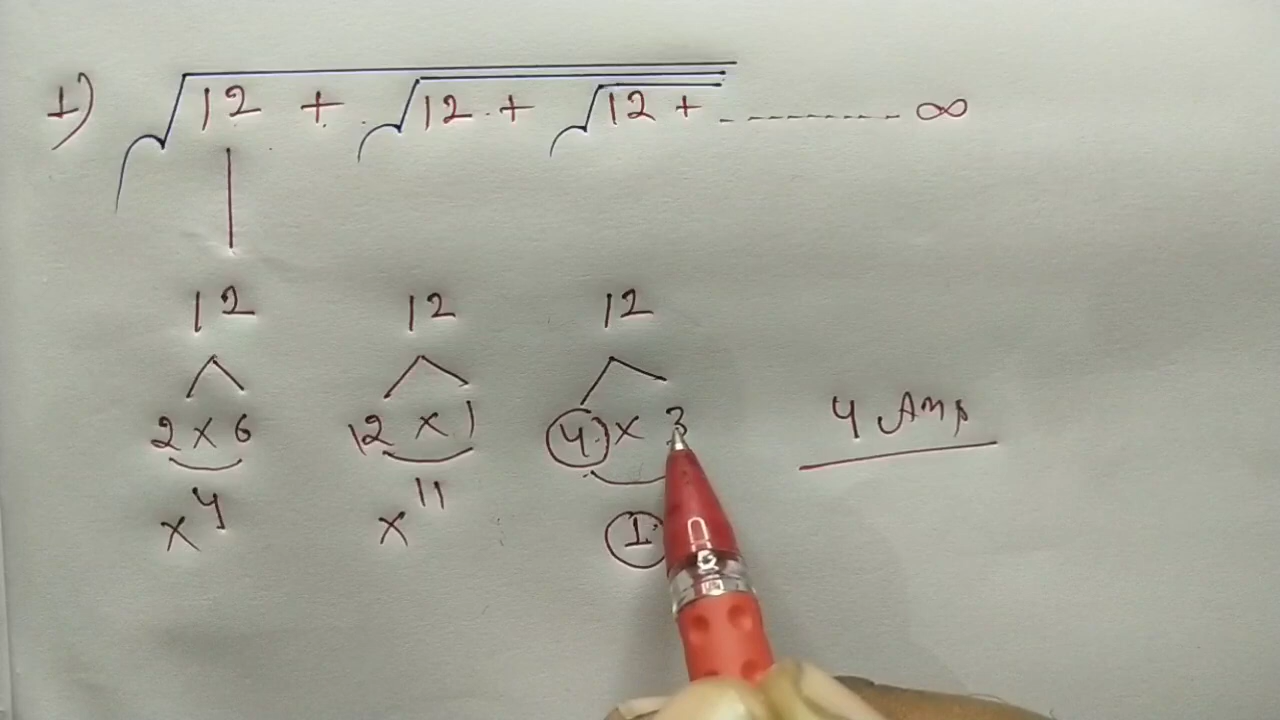 1) √12 + √12 + √12 + --------- ∞
12 12 12
2 x 6 12 x 1 4 x 3 4 Ans
x 4 x 11 1